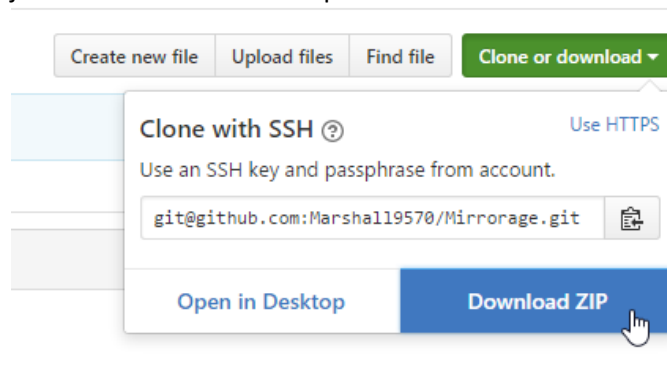 Create new file Upload files Find file Clone or download
Clone with SSH ? Use HTTPS
Use an SSH key and passphrase from account.
git@github.com:Marshall9570/Mirrorage.git
Open in Desktop Download ZIP